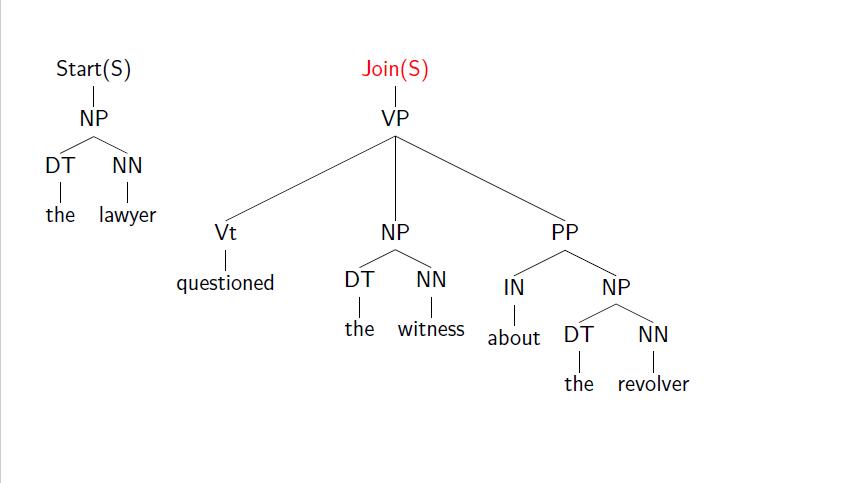 Start(S) Join(S)
NP VP
DT NN
the lawyer
Vt NP PP
questioned DT NN IN NP
the witness about DT NN
the revolver